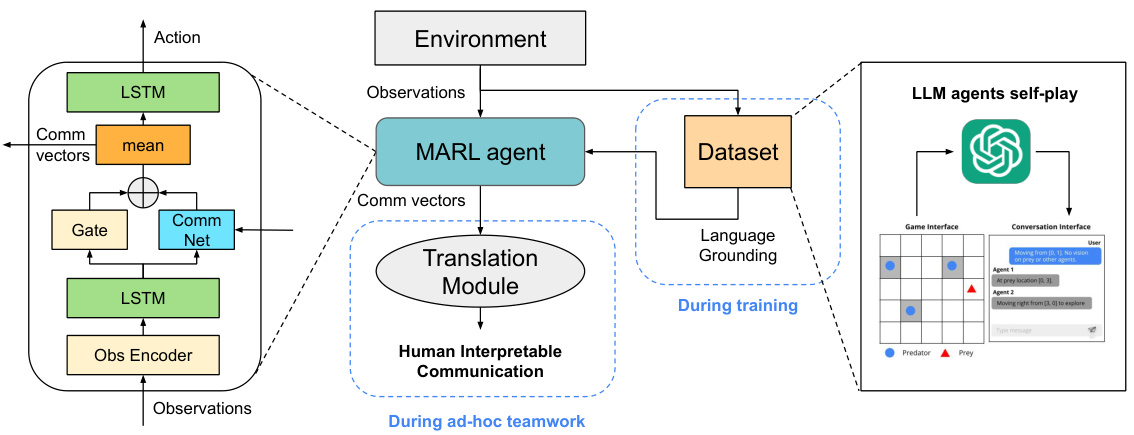 Action
LSTM
Comm
vectors
mean
Gate
Comm
Net
LSTM
Obs Encoder
Observations
Environment
Observations
MARL agent
Comm vectors
Translation
Module
Human Interpretable
Communication
During ad-hoc teamwork
Dataset
Language
Grounding
During training
LLM agents self-play
Game Interface
Predator
Prey
Conversation Interface
User
Moving from [0, 1]. No vision
on prey or other agents.
Agent 1
At prey location [0, 3].
Agent 2
Moving right from [3, 0] to explore
Type message